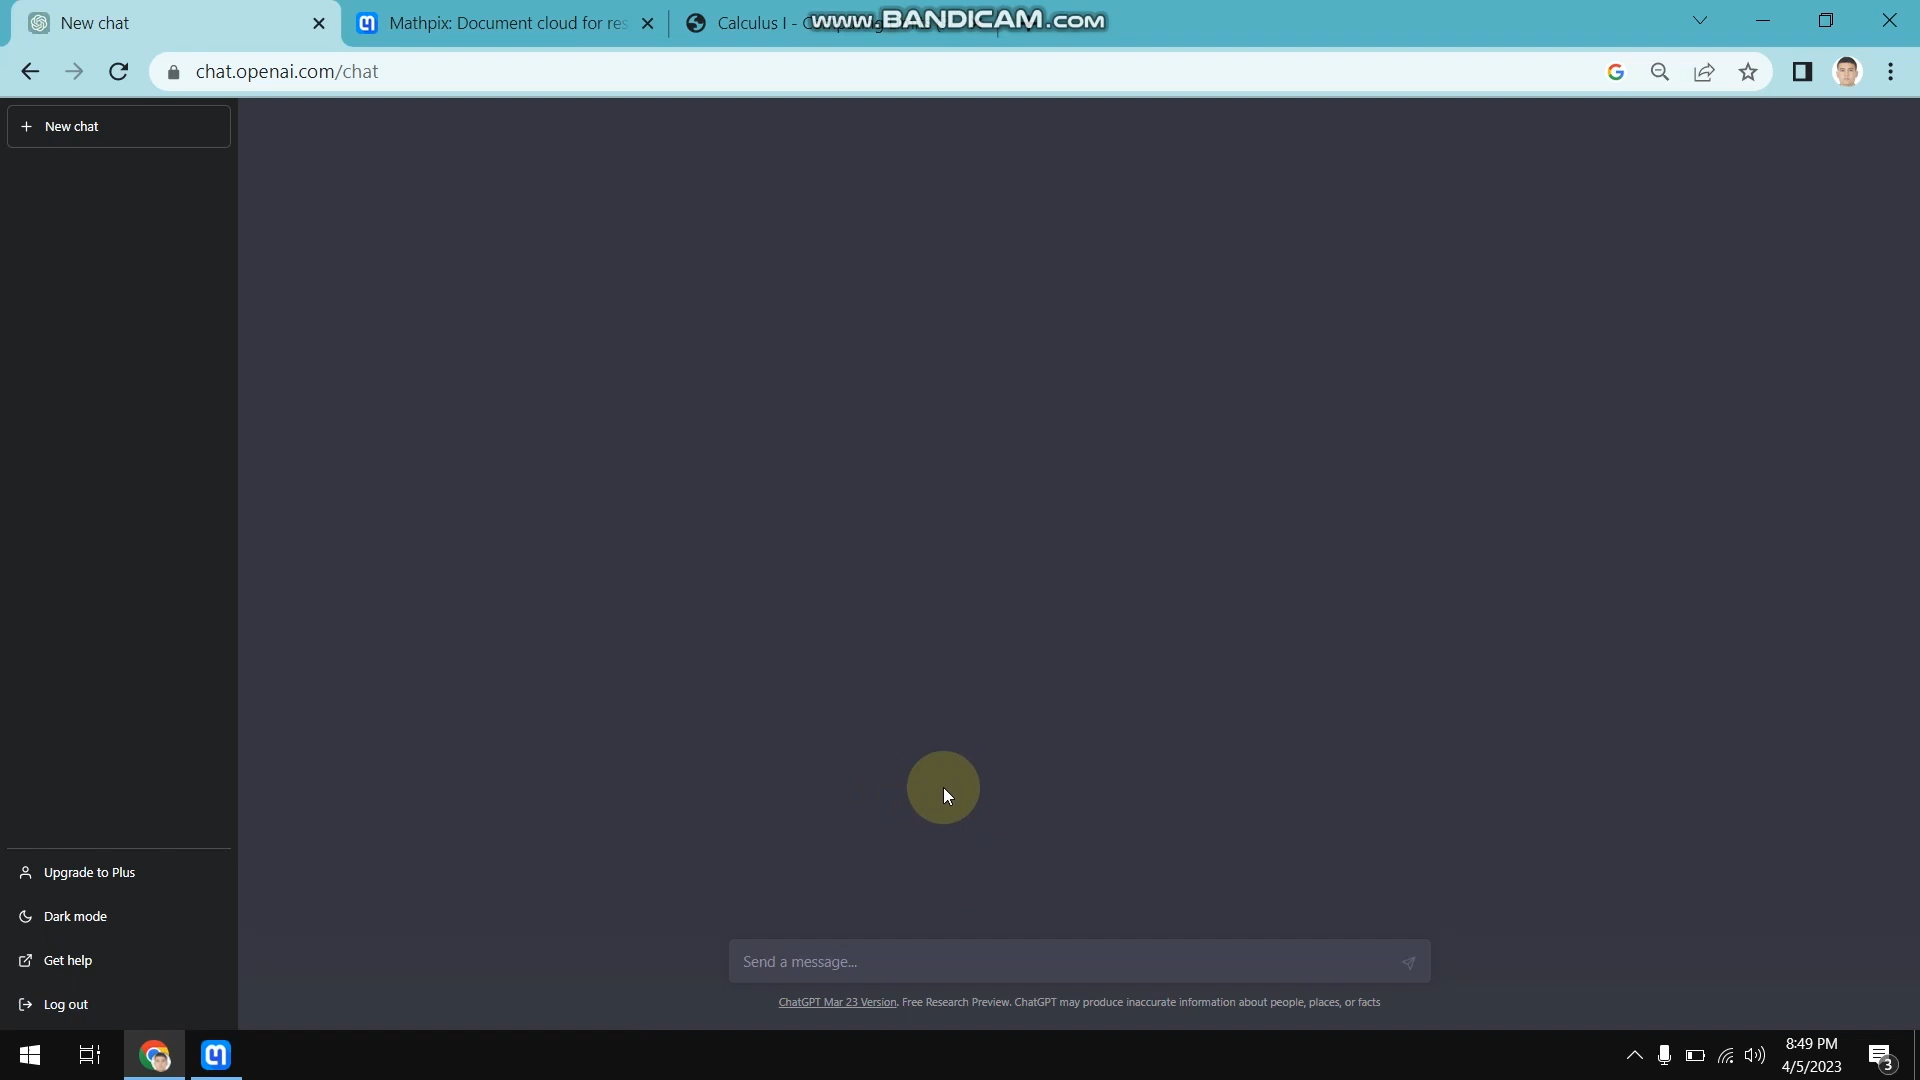 New chat
Mathpix: Document cloud for res
Calculus I - C
www.BANDICAM.com
chat.openai.com/chat
New chat
Upgrade to Plus
Dark mode
Get help
Log out
Send a message...
ChatGPT Mar 23 Version. Free Research Preview. ChatGPT may produce inaccurate information about people, places, or facts
8:49 PM
4/5/2023
3